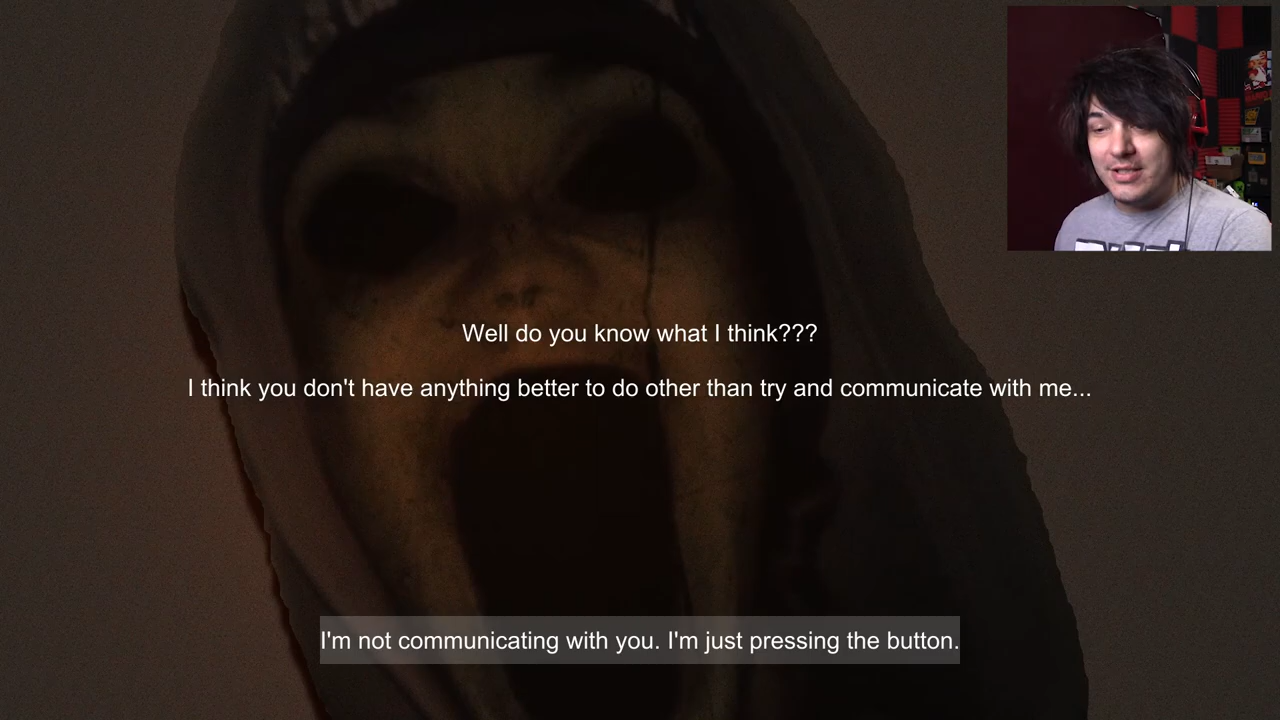 Well do you know what I think???
I think you don't have anything better to do other than try and communicate with me...
I'm not communicating with you. I'm just pressing the button.